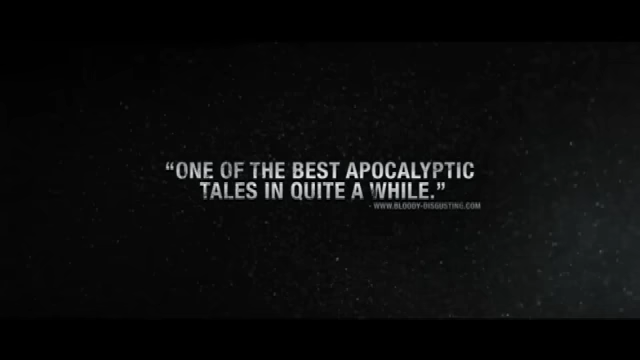 “ONE OF THE BEST APOCALYPTIC
TALES IN QUITE A WHILE.”
- WWW.BLOODY-DISGUSTING.COM